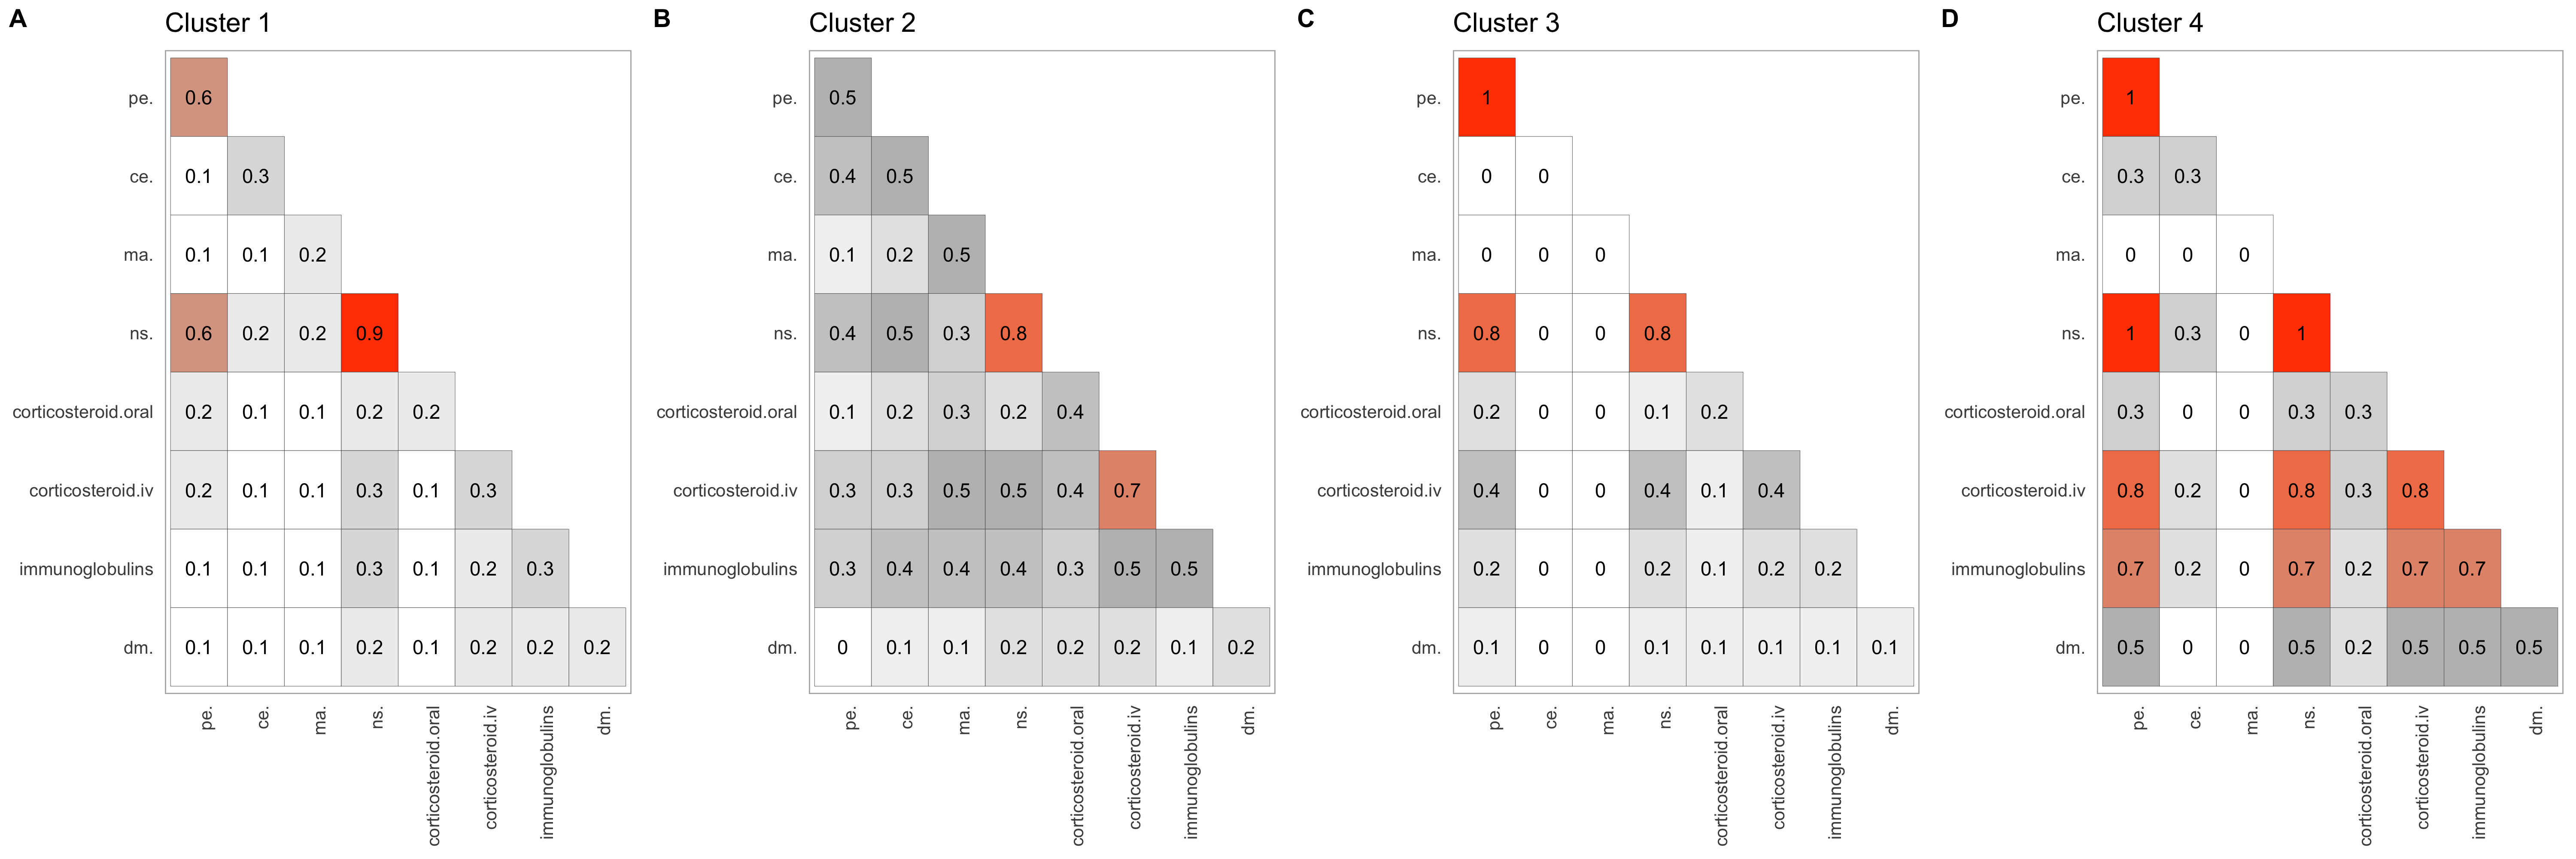 A Cluster 1
pe. 0.6
ce. 0.1 0.3
ma. 0.1 0.1 0.2
ns. 0.6 0.2 0.2 0.9
corticosteroid.oral 0.2 0.1 0.1 0.2 0.2
corticosteroid.iv 0.2 0.1 0.1 0.3 0.1 0.3
immunoglobulins 0.1 0.1 0.1 0.3 0.1 0.2 0.3
dm. 0.1 0.1 0.1 0.2 0.1 0.2 0.2 0.2
pe. ce. ma. ns. corticosteroid.oral corticosteroid.iv immunoglobulins dm.
B Cluster 2
pe. 0.5
ce. 0.4 0.5
ma. 0.1 0.2 0.5
ns. 0.4 0.5 0.3 0.8
corticosteroid.oral 0.1 0.2 0.3 0.2 0.4
corticosteroid.iv 0.3 0.3 0.5 0.5 0.4 0.7
immunoglobulins 0.3 0.4 0.4 0.4 0.3 0.5 0.5
dm. 0 0.1 0.1 0.2 0.2 0.2 0.1 0.2
pe. ce. ma. ns. corticosteroid.oral corticosteroid.iv immunoglobulins dm.
C Cluster 3
pe. 1
ce. 0 0
ma. 0 0 0
ns. 0.8 0 0 0.8
corticosteroid.oral 0.2 0 0 0.1 0.2
corticosteroid.iv 0.4 0 0 0.4 0.1 0.4
immunoglobulins 0.2 0 0 0.2 0.1 0.2 0.2
dm. 0.1 0 0 0.1 0.1 0.1 0.1 0.1
pe. ce. ma. ns. corticosteroid.oral corticosteroid.iv immunoglobulins dm.
D Cluster 4
pe. 1
ce. 0.3 0.3
ma. 0 0 0
ns. 1 0.3 0 1
corticosteroid.oral 0.3 0 0 0.3 0.3
corticosteroid.iv 0.8 0.2 0 0.8 0.3 0.8
immunoglobulins 0.7 0.2 0 0.7 0.2 0.7 0.7
dm. 0.5 0 0 0.5 0.2 0.5 0.5 0.5
pe. ce. ma. ns. corticosteroid.oral corticosteroid.iv immunoglobulins dm.